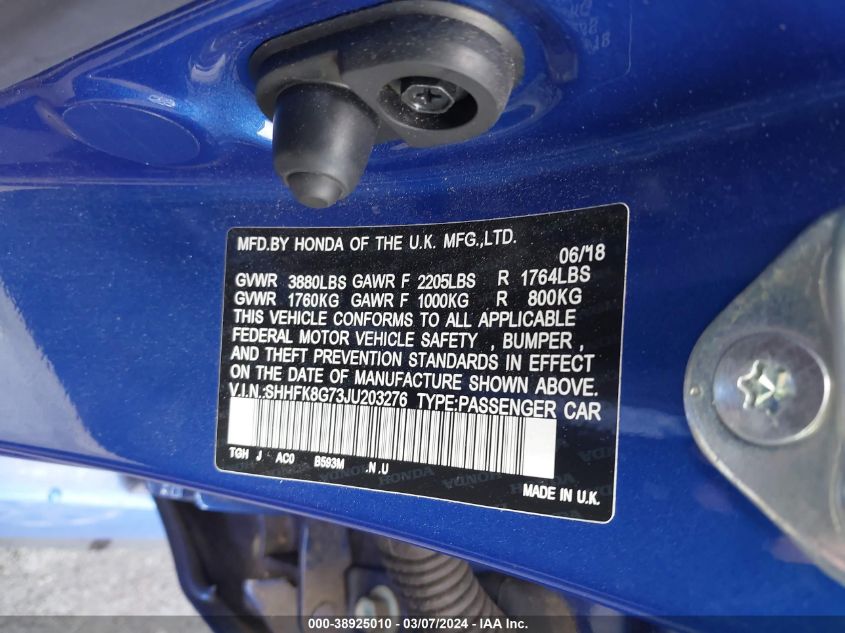 MFD.BY HONDA OF THE U.K. MFG.,LTD.
06/18
GVWR 3880LBS GAWR F 2205LBS R 1764LBS
GVWR 1760KG GAWR F 1000KG R 800KG
THIS VEHICLE CONFORMS TO ALL APPLICABLE
FEDERAL MOTOR VEHICLE SAFETY , BUMPER ,
AND THEFT PREVENTION STANDARDS IN EFFECT
ON THE DATE OF MANUFACTURE SHOWN ABOVE.
V.I.N.:SHHFK8G73JU203276 TYPE:PASSENGER CAR
TGH J AC0 B593M .N .U
MADE IN U.K.
000-38925010 — 03/07/2024 — IAA Inc.